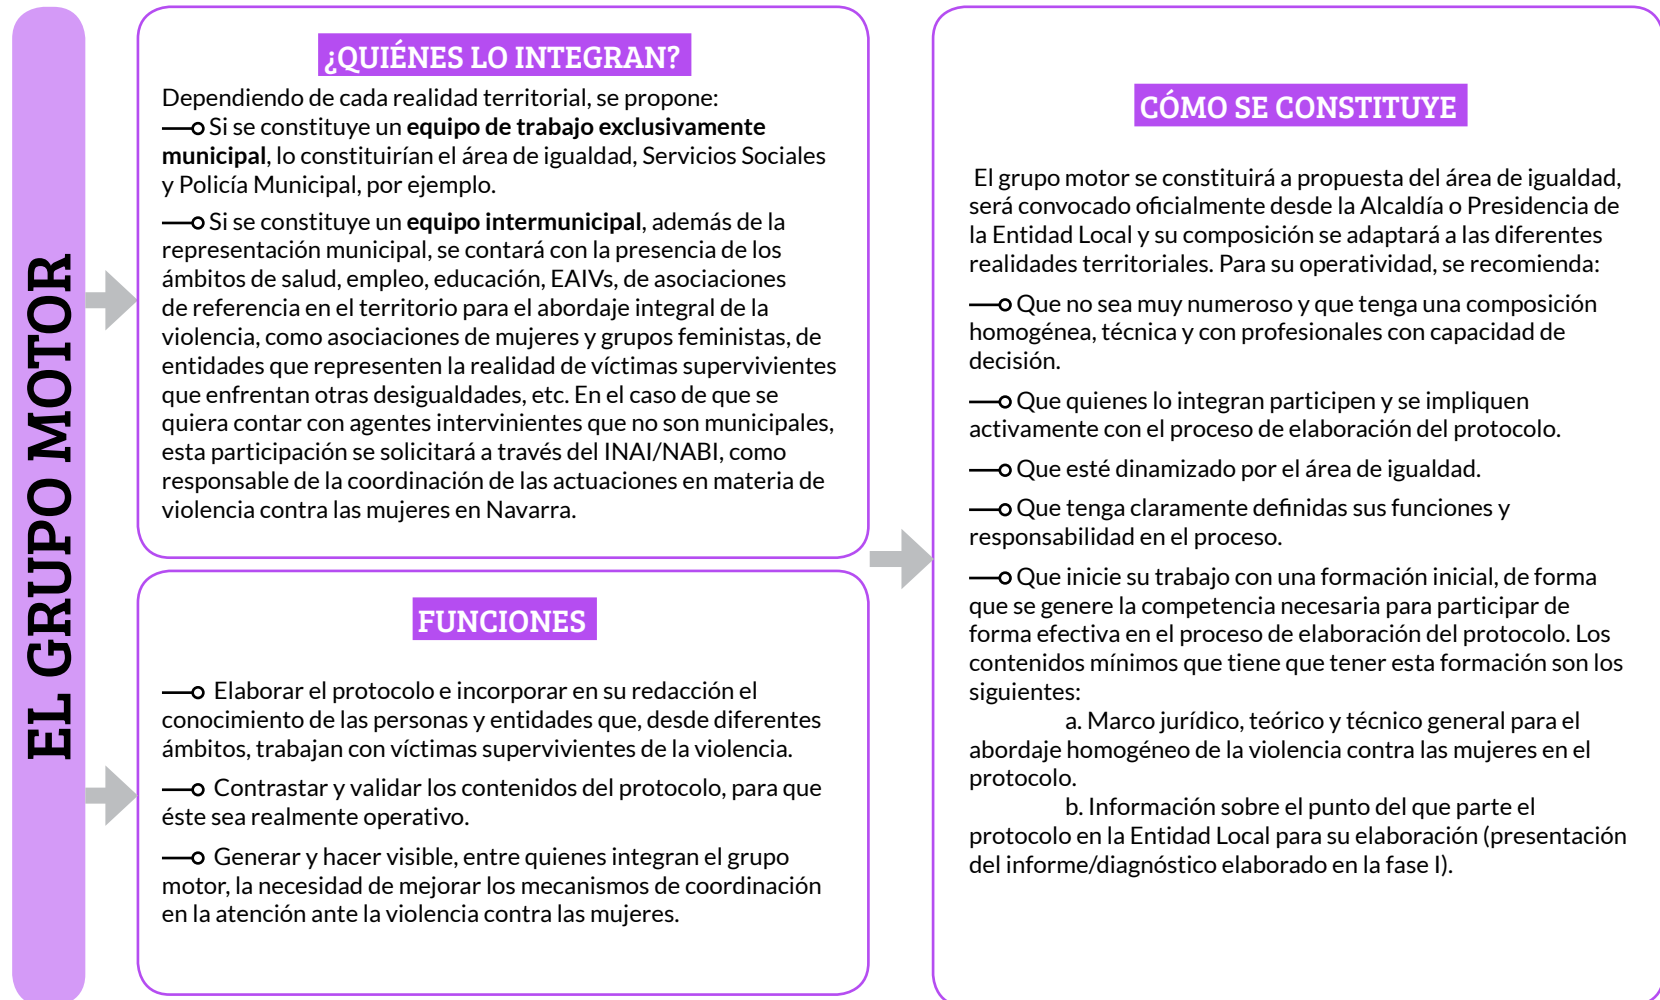 EL GRUPO MOTOR
¿QUIÉNES LO INTEGRAN?
Dependiendo de cada realidad territorial, se propone:
Si se constituye un equipo de trabajo exclusivamente
municipal, lo constituirían el área de igualdad, Servicios Sociales
y Policía Municipal, por ejemplo.
Si se constituye un equipo intermunicipal, además de la
representación municipal, se contará con la presencia de los
ámbitos de salud, empleo, educación, EAIVs, de asociaciones
de referencia en el territorio para el abordaje integral de la
violencia, como asociaciones de mujeres y grupos feministas, de
entidades que representen la realidad de víctimas supervivientes
que enfrentan otras desigualdades, etc. En el caso de que se
quiera contar con agentes intervinientes que no son municipales,
esta participación se solicitará a través del INAI/NABI, como
responsable de la coordinación de las actuaciones en materia de
violencia contra las mujeres en Navarra.
FUNCIONES
Elaborar el protocolo e incorporar en su redacción el
conocimiento de las personas y entidades que, desde diferentes
ámbitos, trabajan con víctimas supervivientes de la violencia.
Contrastar y validar los contenidos del protocolo, para que
éste sea realmente operativo.
Generar y hacer visible, entre quienes integran el grupo
motor, la necesidad de mejorar los mecanismos de coordinación
en la atención ante la violencia contra las mujeres.
CÓMO SE CONSTITUYE
El grupo motor se constituirá a propuesta del área de igualdad,
será convocado oficialmente desde la Alcaldía o Presidencia de
la Entidad Local y su composición se adaptará a las diferentes
realidades territoriales. Para su operatividad, se recomienda:
Que no sea muy numeroso y que tenga una composición
homogénea, técnica y con profesionales con capacidad de
decisión.
Que quienes lo integran participen y se impliquen
activamente con el proceso de elaboración del protocolo.
Que esté dinamizado por el área de igualdad.
Que tenga claramente definidas sus funciones y
responsabilidad en el proceso.
Que inicie su trabajo con una formación inicial, de forma
que se genere la competencia necesaria para participar de
forma efectiva en el proceso de elaboración del protocolo. Los
contenidos mínimos que tiene que tener esta formación son los
siguientes:
a. Marco jurídico, teórico y técnico general para el
abordaje homogéneo de la violencia contra las mujeres en el
protocolo.
b. Información sobre el punto del que parte el
protocolo en la Entidad Local para su elaboración (presentación
del informe/diagnóstico elaborado en la fase I).